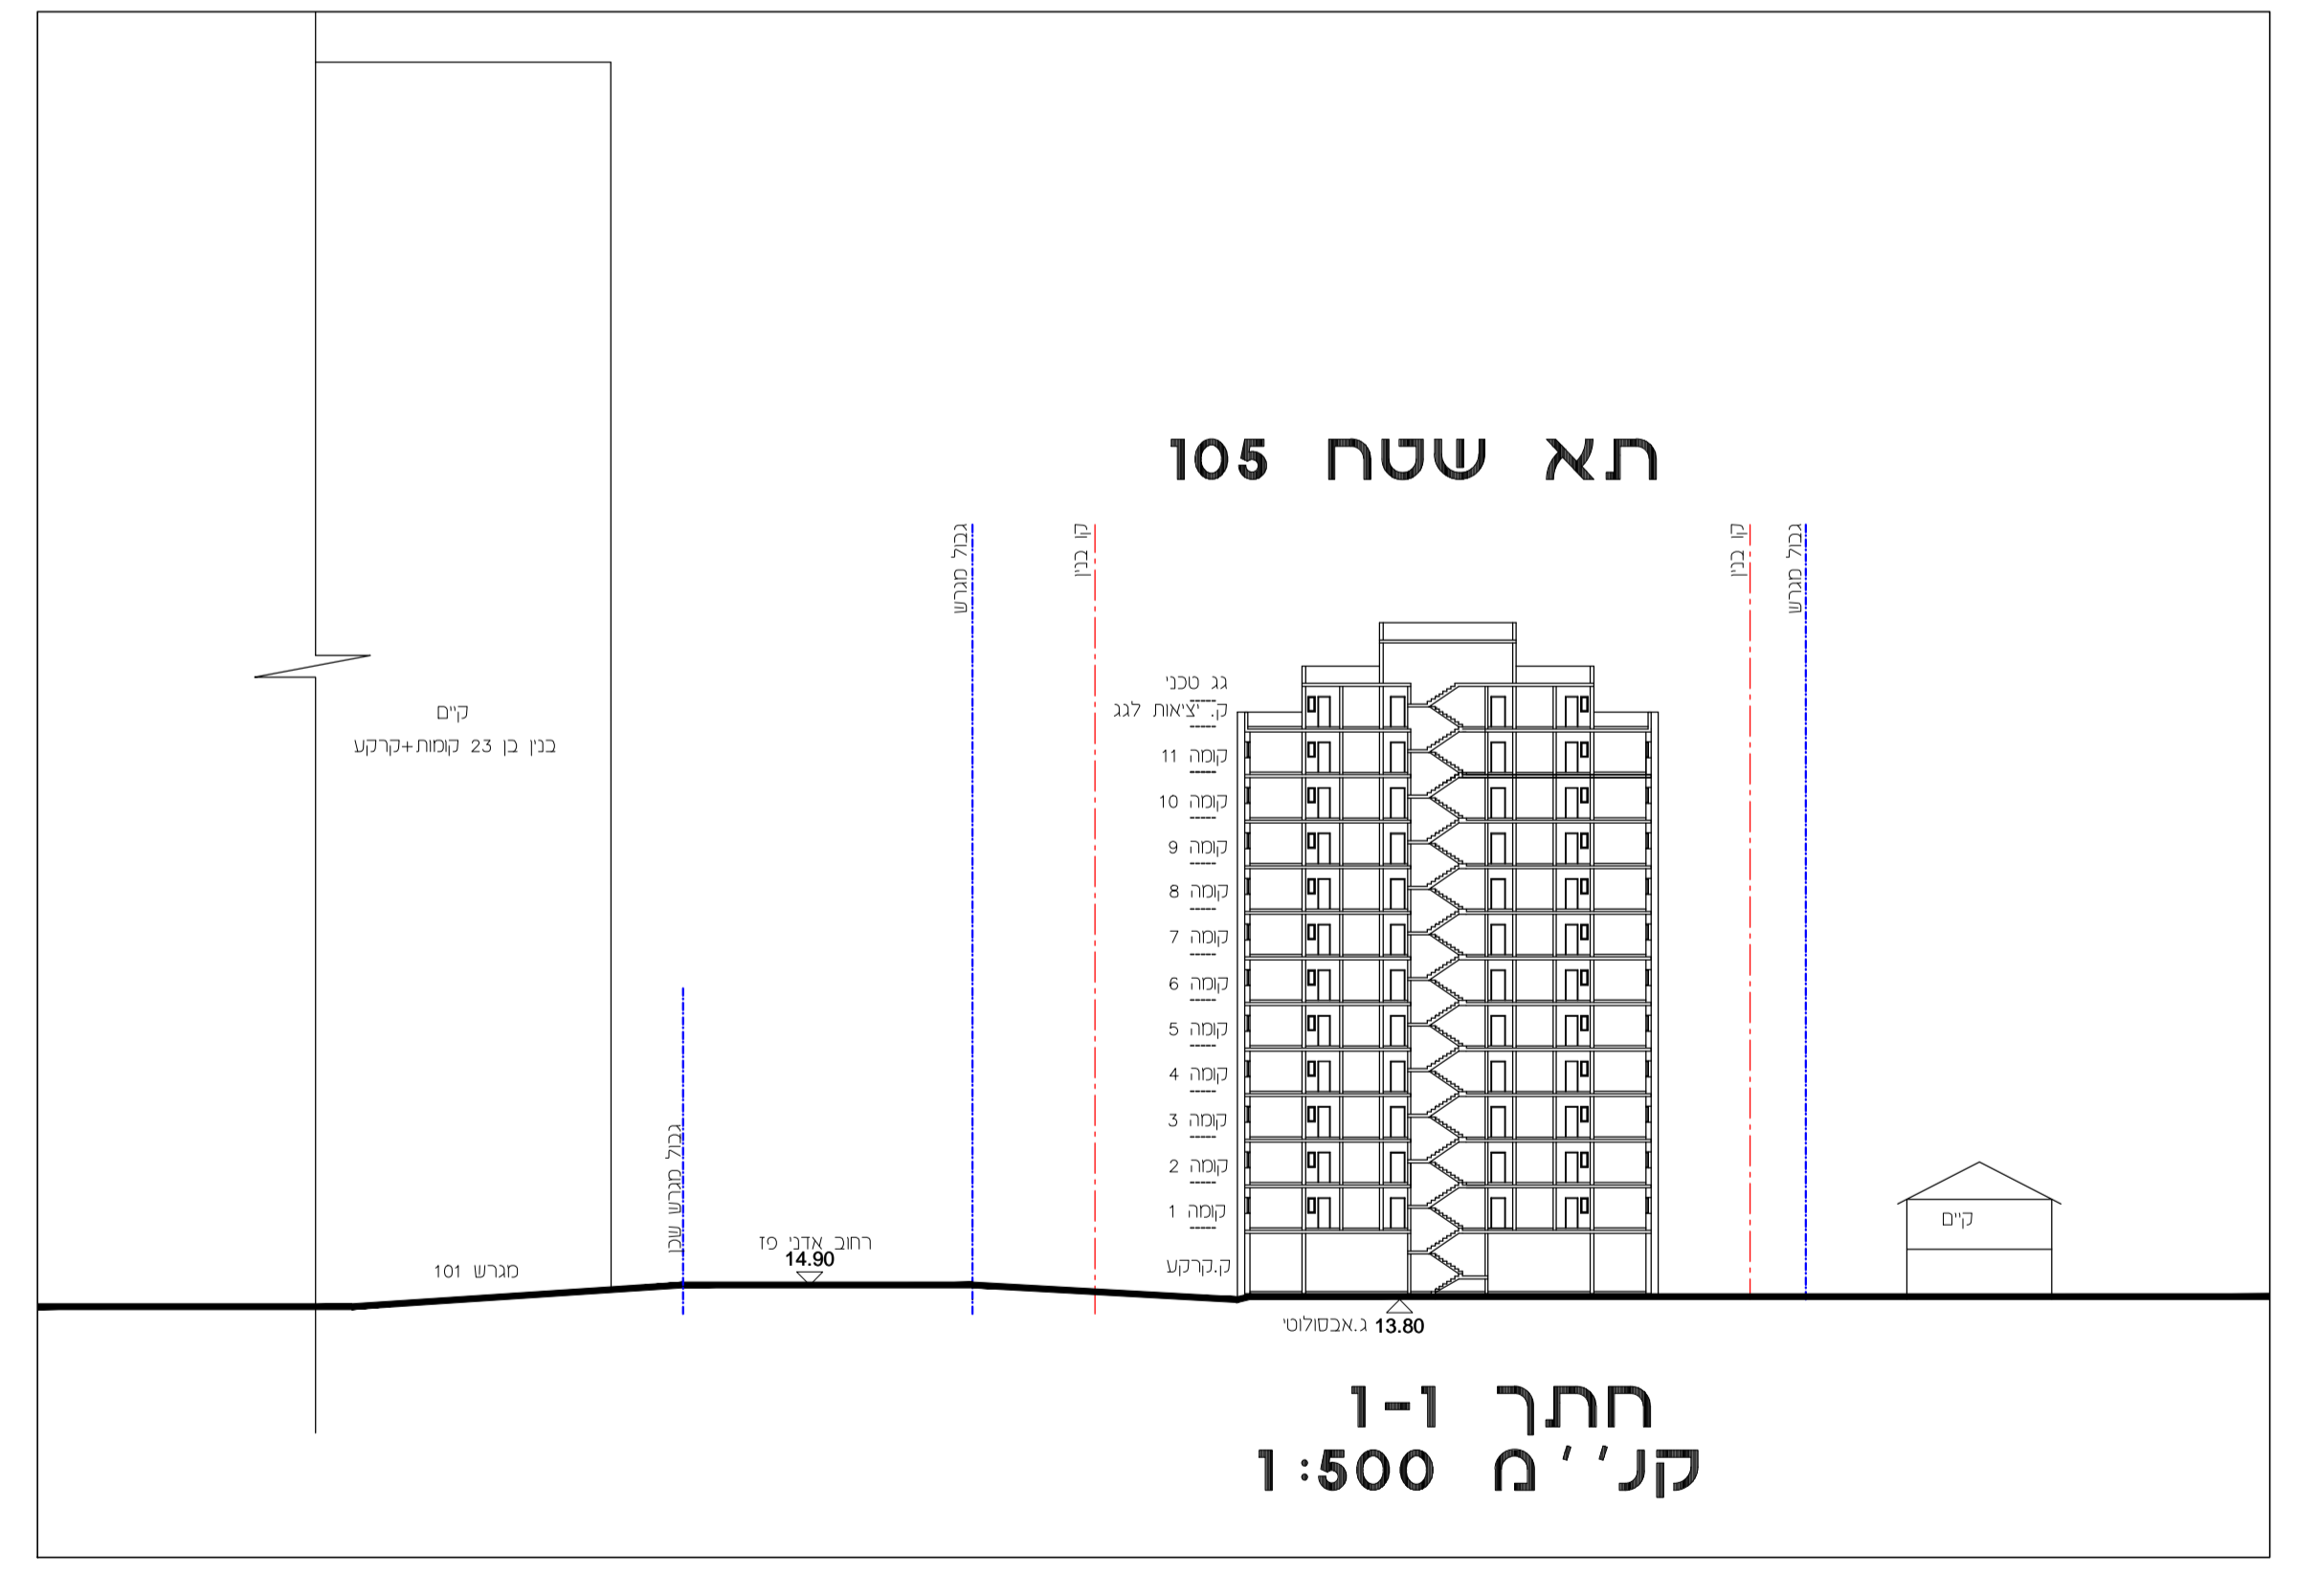 תא שטח 105
גבול מגרש
קו בנין
קו בנין
גבול מגרש
גג טכני
ק. יציאות לגג
קומה 11
קומה 10
קומה 9
קומה 8
קומה 7
קומה 6
קומה 5
קומה 4
קומה 3
קומה 2
קומה 1
ק.קרקע
קיים
בנין בן 23 קומות+קרקע
גבול מגרש שכן
רחוב אדני פז
14.90
מגרש 101
קיים
ג.אבסולוטי 13.80
חתך 1-1
קנ''מ 1:500